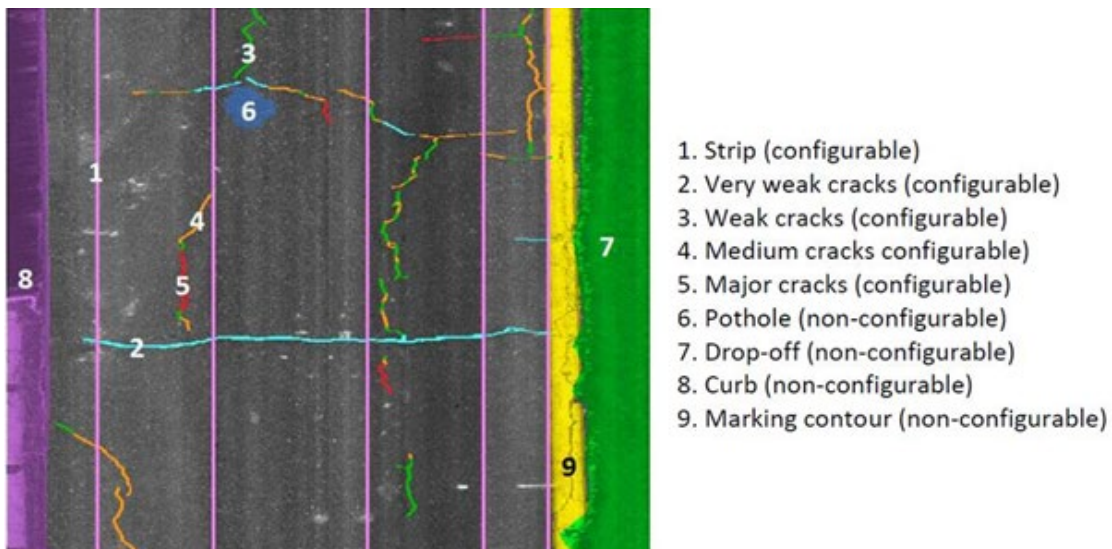 1
2
3
4
5
6
7
8
9
1. Strip (configurable)
2. Very weak cracks (configurable)
3. Weak cracks (configurable)
4. Medium cracks configurable)
5. Major cracks (configurable)
6. Pothole (non-configurable)
7. Drop-off (non-configurable)
8. Curb (non-configurable)
9. Marking contour (non-configurable)